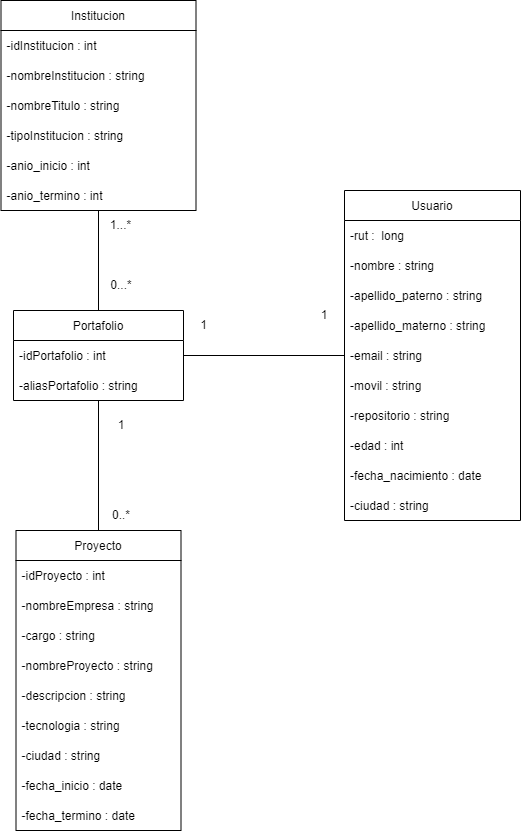 Institucion
-idInstitucion : int
-nombreInstitucion : string
-nombreTitulo : string
-tipoInstitucion : string
-anio_inicio : int
-anio_termino : int
1...*
0...*
Portafolio
-idPortafolio : int
-aliasPortafolio : string
1
1
Usuario
-rut :  long
-nombre : string
-apellido_paterno : string
-apellido_materno : string
-email : string
-movil : string
-repositorio : string
-edad : int
-fecha_nacimiento : date
-ciudad : string
1
0..*
Proyecto
-idProyecto : int
-nombreEmpresa : string
-cargo : string
-nombreProyecto : string
-descripcion : string
-tecnologia : string
-ciudad : string
-fecha_inicio : date
-fecha_termino : date